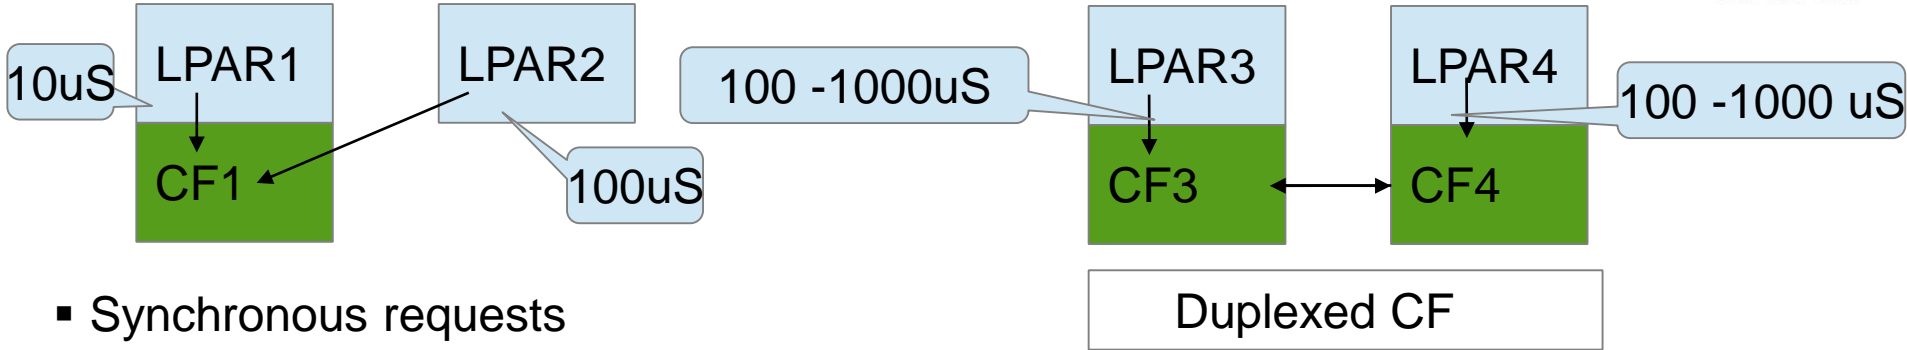 10uS
LPAR1
LPAR2
100 -1000uS
LPAR3
LPAR4
100 -1000 uS
CF1
100uS
CF3
CF4
▪ Synchronous requests
Duplexed CF